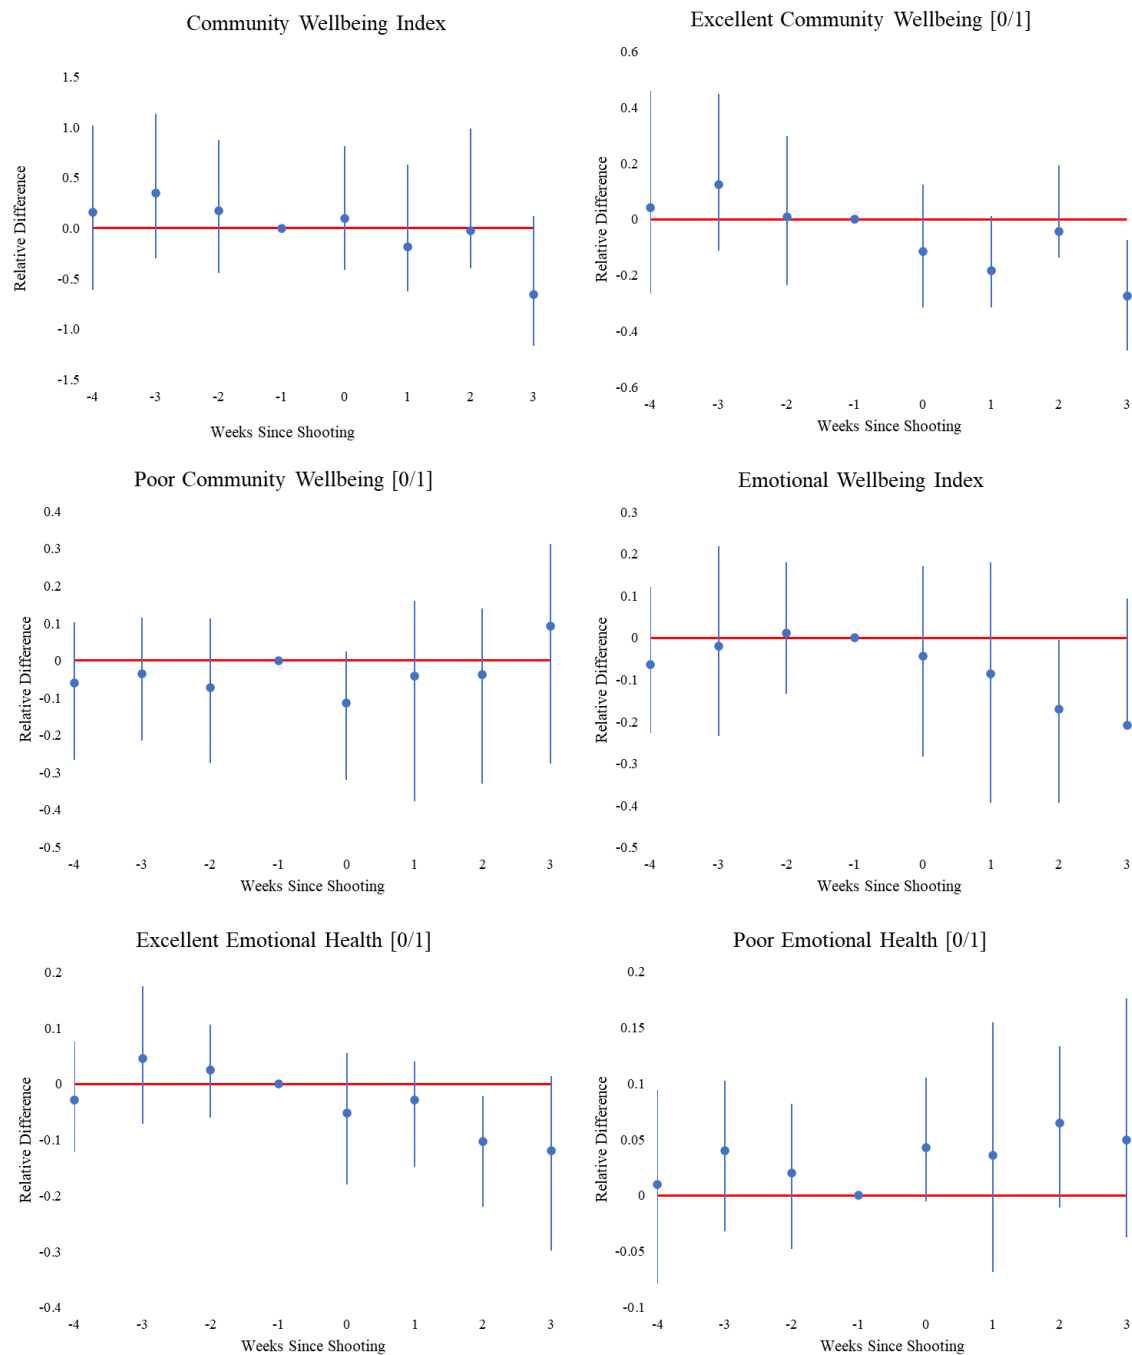 Community Wellbeing Index
1.5
1.0
0.5
0.0
-0.5
-1.0
-1.5
Relative Difference
-4 -3 -2 -1 0 1 2 3
Weeks Since Shooting
Excellent Community Wellbeing [0/1]
0.6
0.4
0.2
0
-0.2
-0.4
-0.6
Relative Difference
-4 -3 -2 -1 0 1 2 3
Weeks Since Shooting
Poor Community Wellbeing [0/1]
0.4
0.3
0.2
0.1
0
-0.1
-0.2
-0.3
-0.4
-0.5
Relative Difference
-4 -3 -2 -1 0 1 2 3
Weeks Since Shooting
Emotional Wellbeing Index
0.3
0.2
0.1
0
-0.1
-0.2
-0.3
-0.4
-0.5
Relative Difference
-4 -3 -2 -1 0 1 2 3
Weeks Since Shooting
Excellent Emotional Health [0/1]
0.2
0.1
0
-0.1
-0.2
-0.3
-0.4
Relative Difference
-4 -3 -2 -1 0 1 2 3
Weeks Since Shooting
Poor Emotional Health [0/1]
0.2
0.15
0.1
0.05
0
-0.05
-0.1
Relative Difference
-4 -3 -2 -1 0 1 2 3
Weeks Since Shooting